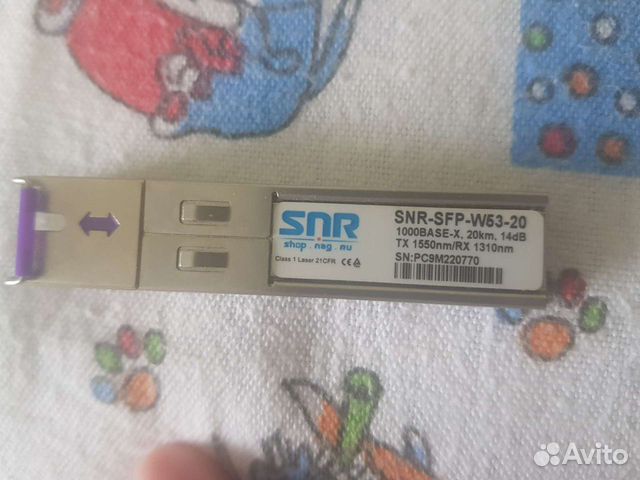 SNR
shop.nag.ru
Class 1 Laser 21CFR CE
SNR-SFP-W53-20
1000BASE-X, 20km, 14dB
TX 1550nm/RX 1310nm
SN:PC9M220770
Avito